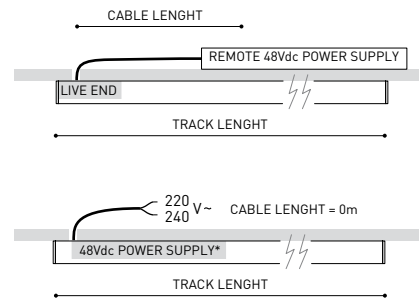 CABLE LENGHT
REMOTE 48Vdc POWER SUPPLY
LIVE END
TRACK LENGHT
220
240 V~ CABLE LENGHT = 0m
48Vdc POWER SUPPLY*
TRACK LENGHT